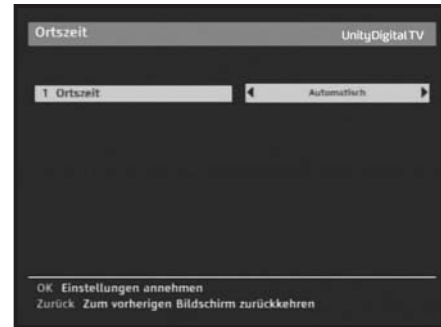 Ortszeit UnityDigitalTV
1 Ortszeit Automatisch
OK Einstellungen annehmen
Zurück Zum vorherigen Bildschirm zurückkehren